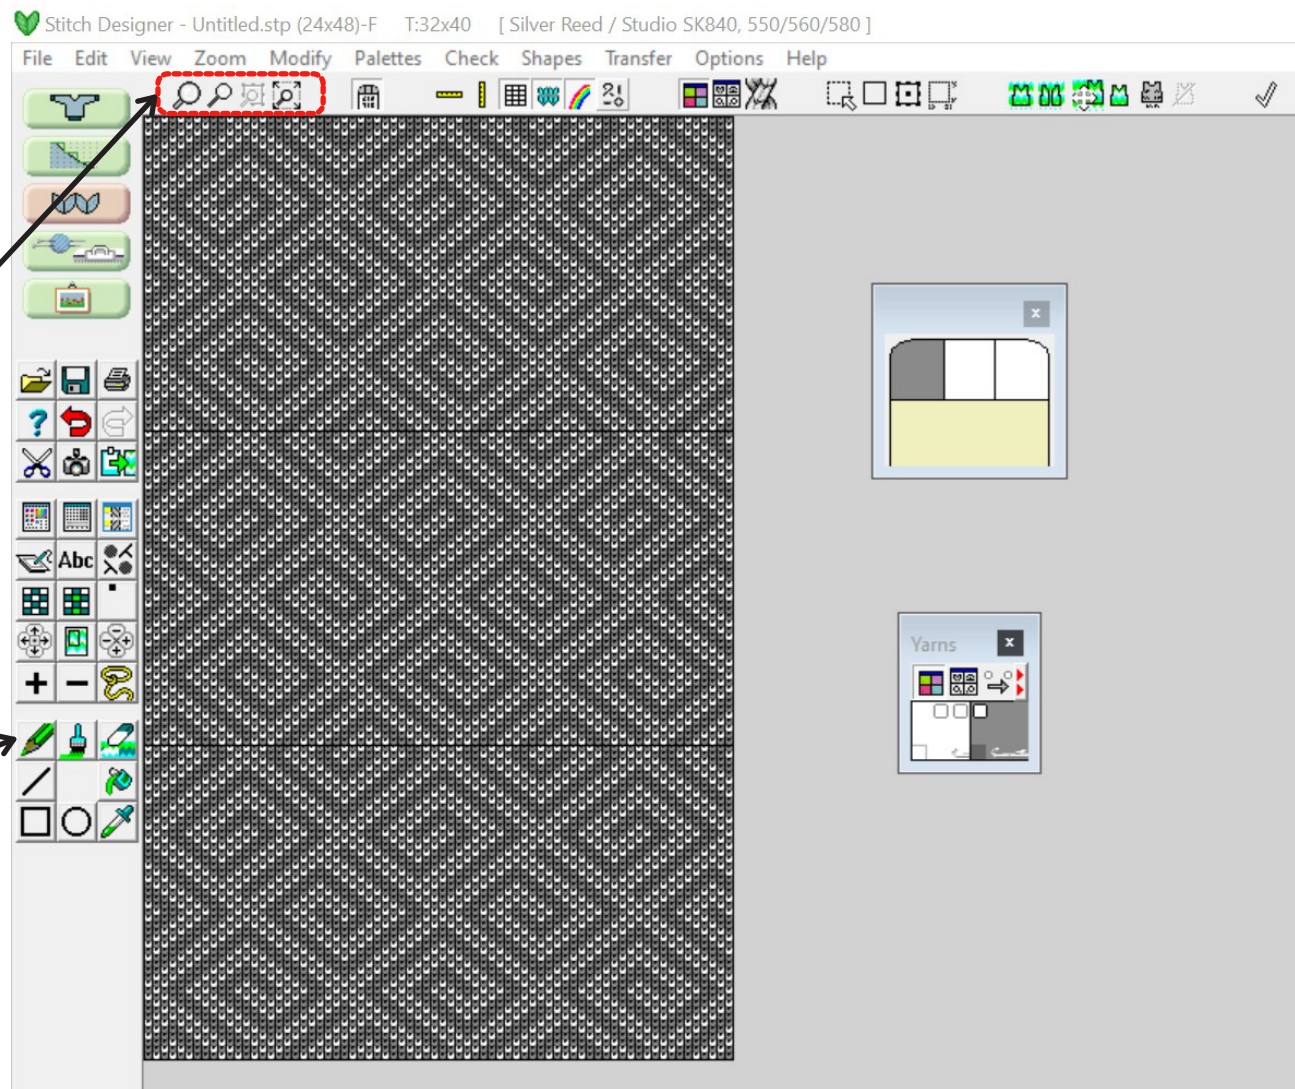 Stitch Designer - Untitled.stp (24x48)-F T:32x40 [ Silver Reed / Studio SK840, 550/560/580 ]
File Edit View Zoom Modify Palettes Check Shapes Transfer Options Help
Abc
x
Yarns x